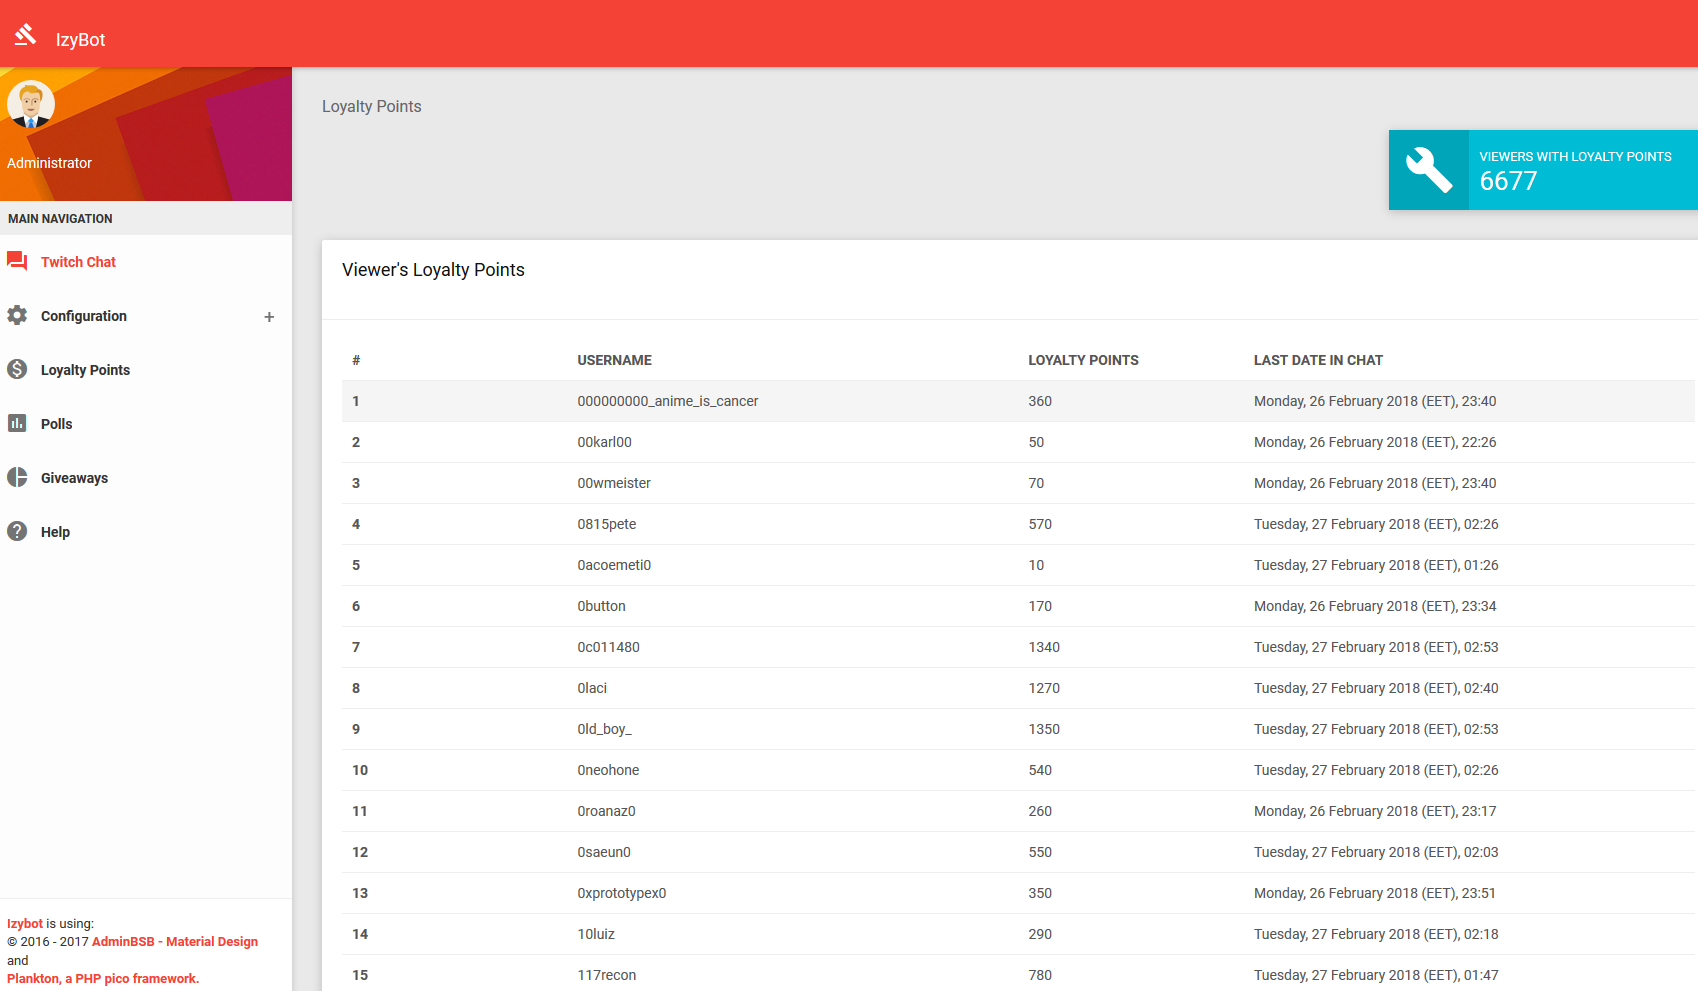 IzyBot
Administrator
MAIN NAVIGATION
Twitch Chat
Configuration +
Loyalty Points
Polls
Giveaways
Help
Izybot is using:
© 2016 - 2017 AdminBSB - Material Design
and
Plankton, a PHP pico framework.
Loyalty Points
VIEWERS WITH LOYALTY POINTS
6677
Viewer's Loyalty Points
# USERNAME LOYALTY POINTS LAST DATE IN CHAT
1 000000000_anime_is_cancer 360 Monday, 26 February 2018 (EET), 23:40
2 00karl00 50 Monday, 26 February 2018 (EET), 22:26
3 00wmeister 70 Monday, 26 February 2018 (EET), 23:40
4 0815pete 570 Tuesday, 27 February 2018 (EET), 02:26
5 0acoemeti0 10 Tuesday, 27 February 2018 (EET), 01:26
6 0button 170 Monday, 26 February 2018 (EET), 23:34
7 0c011480 1340 Tuesday, 27 February 2018 (EET), 02:53
8 0laci 1270 Tuesday, 27 February 2018 (EET), 02:40
9 0ld_boy_ 1350 Tuesday, 27 February 2018 (EET), 02:53
10 0neohone 540 Tuesday, 27 February 2018 (EET), 02:26
11 0roanaz0 260 Monday, 26 February 2018 (EET), 23:17
12 0saeun0 550 Tuesday, 27 February 2018 (EET), 02:03
13 0xprototypex0 350 Monday, 26 February 2018 (EET), 23:51
14 10luiz 290 Tuesday, 27 February 2018 (EET), 02:18
15 117recon 780 Tuesday, 27 February 2018 (EET), 01:47